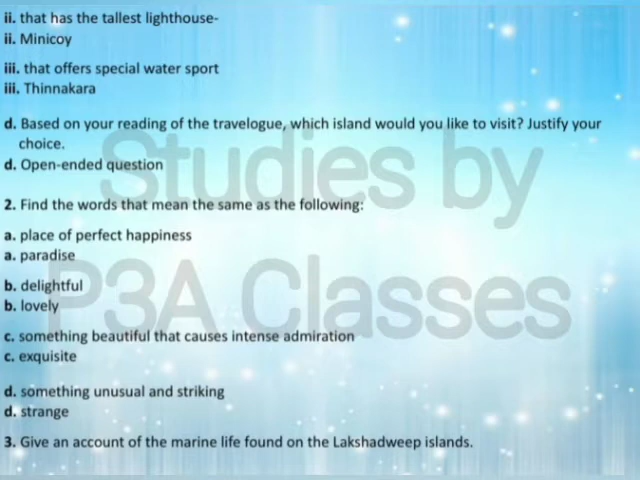 ii. that has the tallest lighthouse-
ii. Minicoy
iii. that offers special water sport
iii. Thinnakara
d. Based on your reading of the travelogue, which island would you like to visit? Justify your
choice.
d. Open-ended question
Studies by
2. Find the words that mean the same as the following:
a. place of perfect happiness
a. paradise
P3A Classes
b. delightful
b. lovely
c. something beautiful that causes intense admiration
c. exquisite
d. something unusual and striking
d. strange
3. Give an account of the marine life found on the Lakshadweep islands.